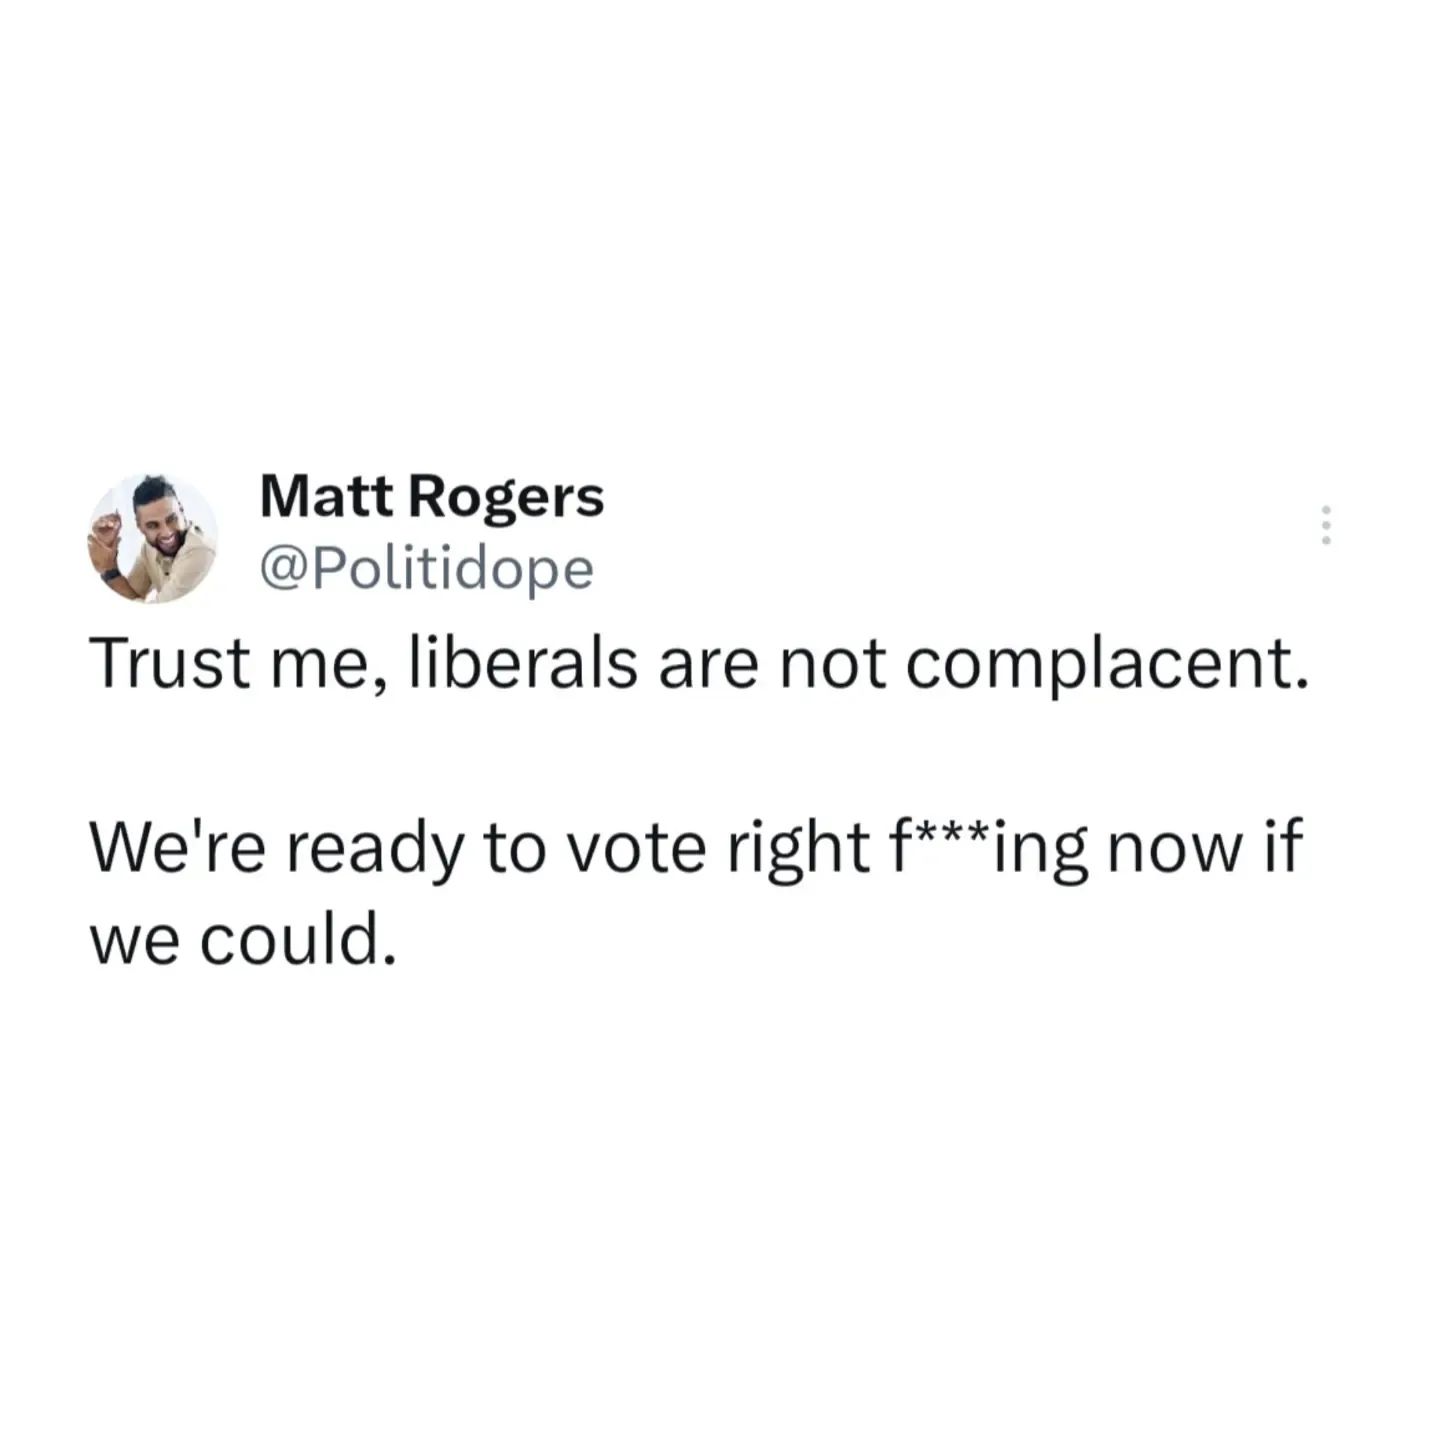 Matt Rogers
@Politidope
Trust me, liberals are not complacent.
We're ready to vote right f***ing now if
we could.